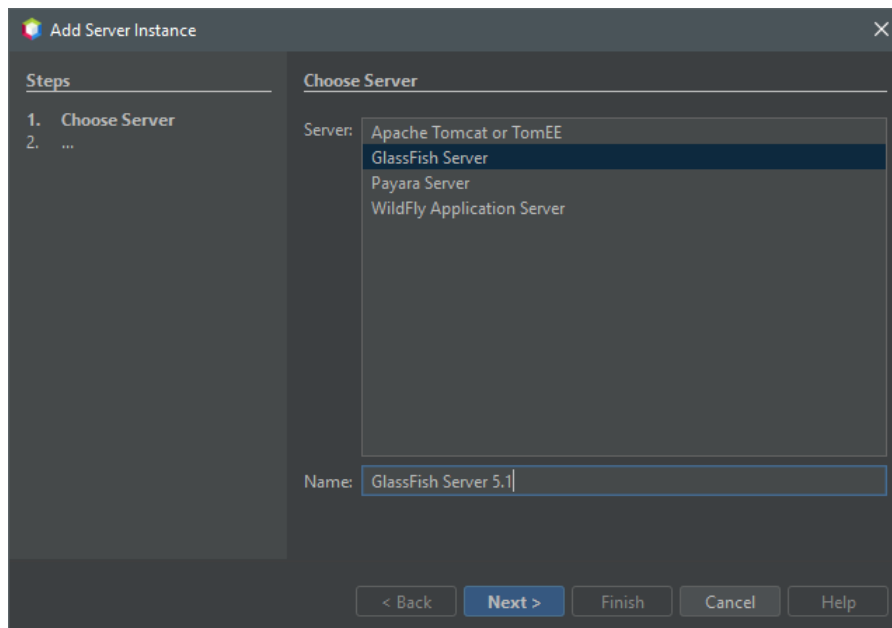 Add Server Instance
Steps
1. Choose Server
2. ...
Choose Server
Server:
Apache Tomcat or TomEE
GlassFish Server
Payara Server
WildFly Application Server
Name: GlassFish Server 5.1
< Back Next > Finish Cancel Help